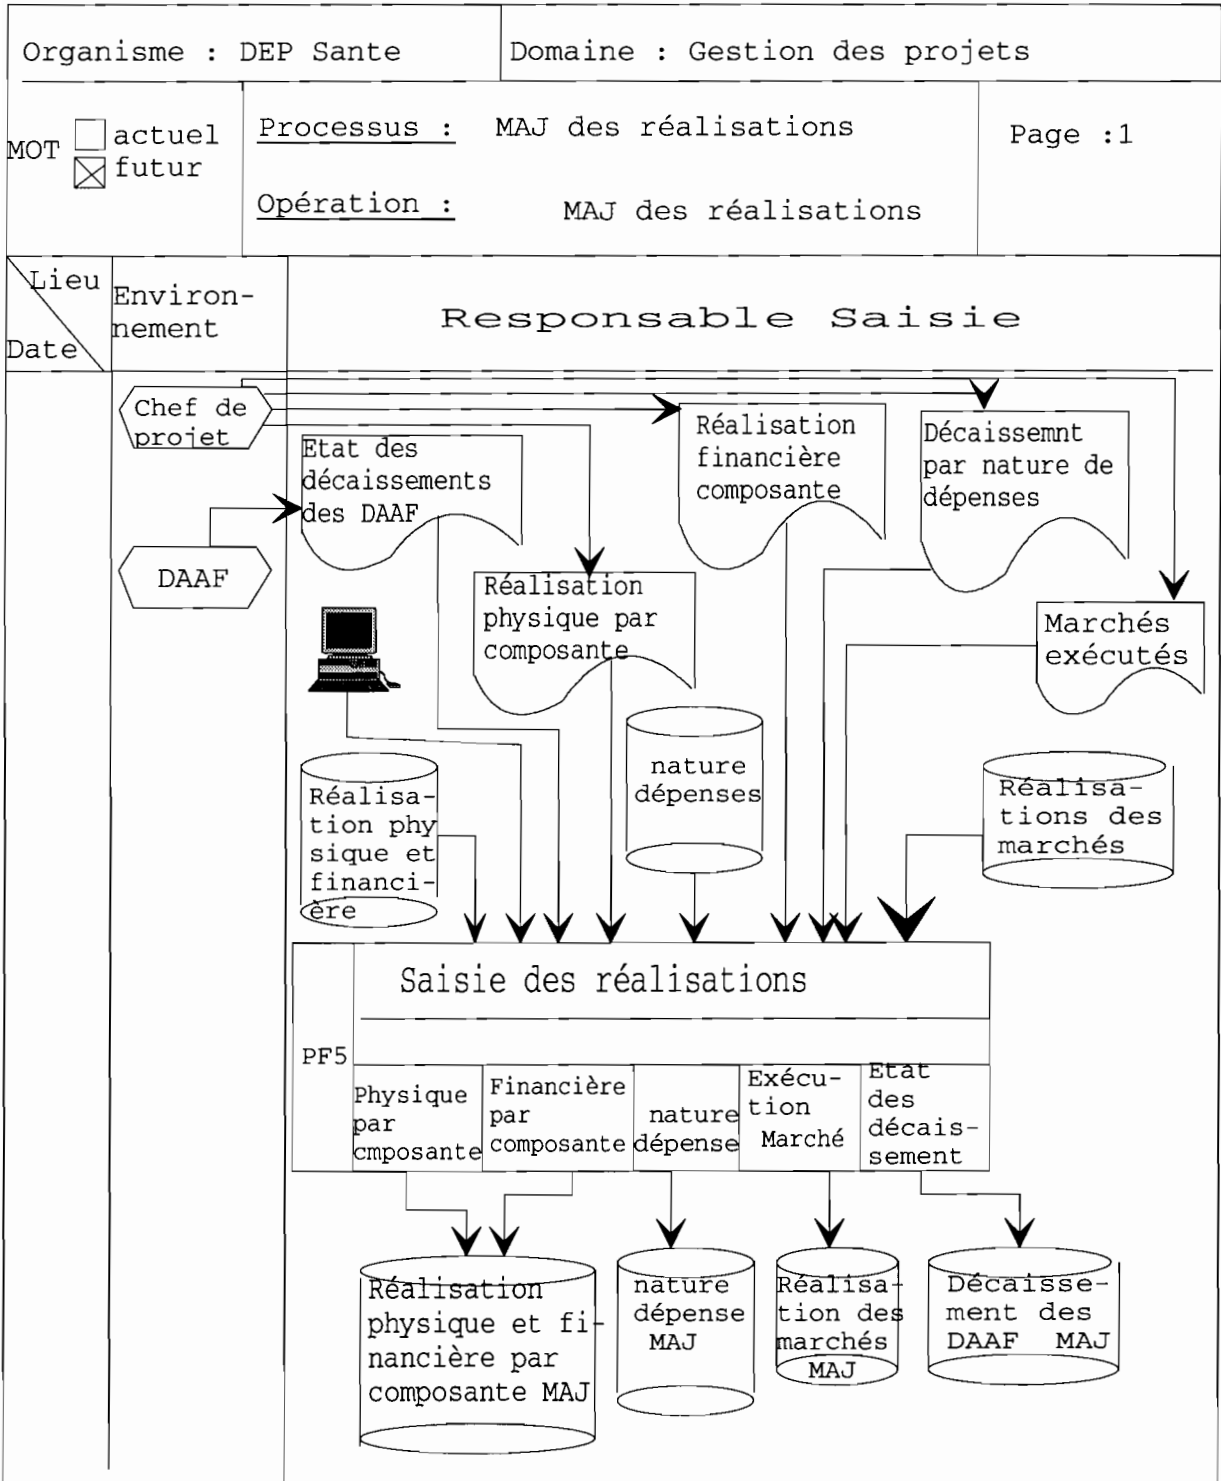 Organisme : DEP Sante
Domaine : Gestion des projets
MOT
actuel
futur
Processus : MAJ des réalisations
Opération : MAJ des réalisations
Page :1
Lieu
Date
Environ-
nement
Responsable Saisie
Chef de
projet
DAAF
Etat des
décaissements
des DAAF
Réalisation
physique par
composante
Réalisation
financière
composante
Décaissemnt
par nature de
dépenses
Marchés
exécutés
Réalisa-
tion phy
sique et
financi-
ère
nature
dépenses
Réalisa-
tions des
marchés
PF5
Saisie des réalisations
Physique
par
cmposante
Financière
par
composante
nature
dépense
Exécu-
tion
Marché
Etat
des
décais-
sement
Réalisation
physique et fi-
nancière par
composante MAJ
nature
dépense
MAJ
Réalisa-
tion des
marchés
MAJ
Décaisse-
ment des
DAAF MAJ